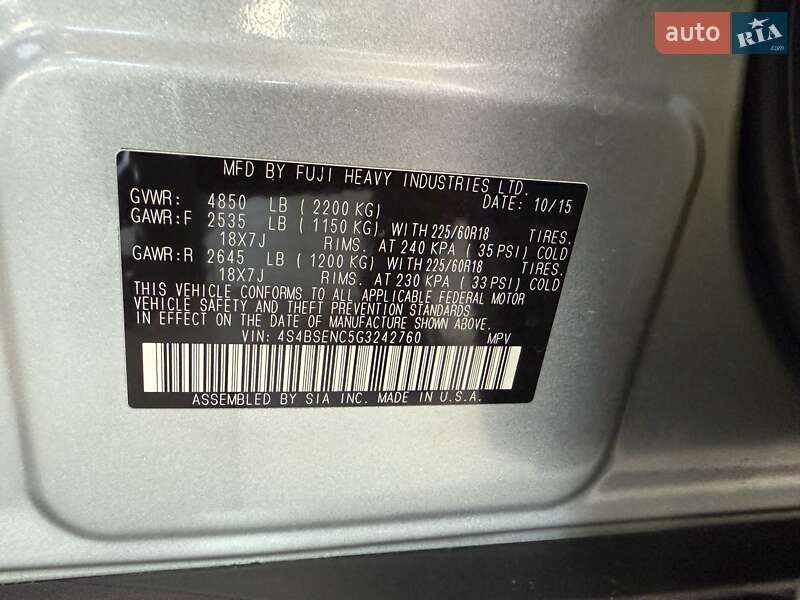 auto RIA.com
MFD BY FUJI HEAVY INDUSTRIES LTD.
GVWR: 4850 LB ( 2200 KG) DATE: 10/15
GAWR:F 2535 LB ( 1150 KG) WITH 225/60R18 TIRES.
18X7J RIMS. AT 240 KPA ( 35 PSI) COLD
GAWR:R 2645 LB ( 1200 KG) WITH 225/60R18 TIRES.
18X7J RIMS. AT 230 KPA ( 33 PSI) COLD
THIS VEHICLE CONFORMS TO ALL APPLICABLE FEDERAL MOTOR
VEHICLE SAFETY AND THEFT PREVENTION STANDARDS
IN EFFECT ON THE DATE OF MANUFACTURE SHOWN ABOVE.
VIN: 4S4BSENC5G3242760 MPV
ASSEMBLED BY SIA INC. MADE IN U.S.A.